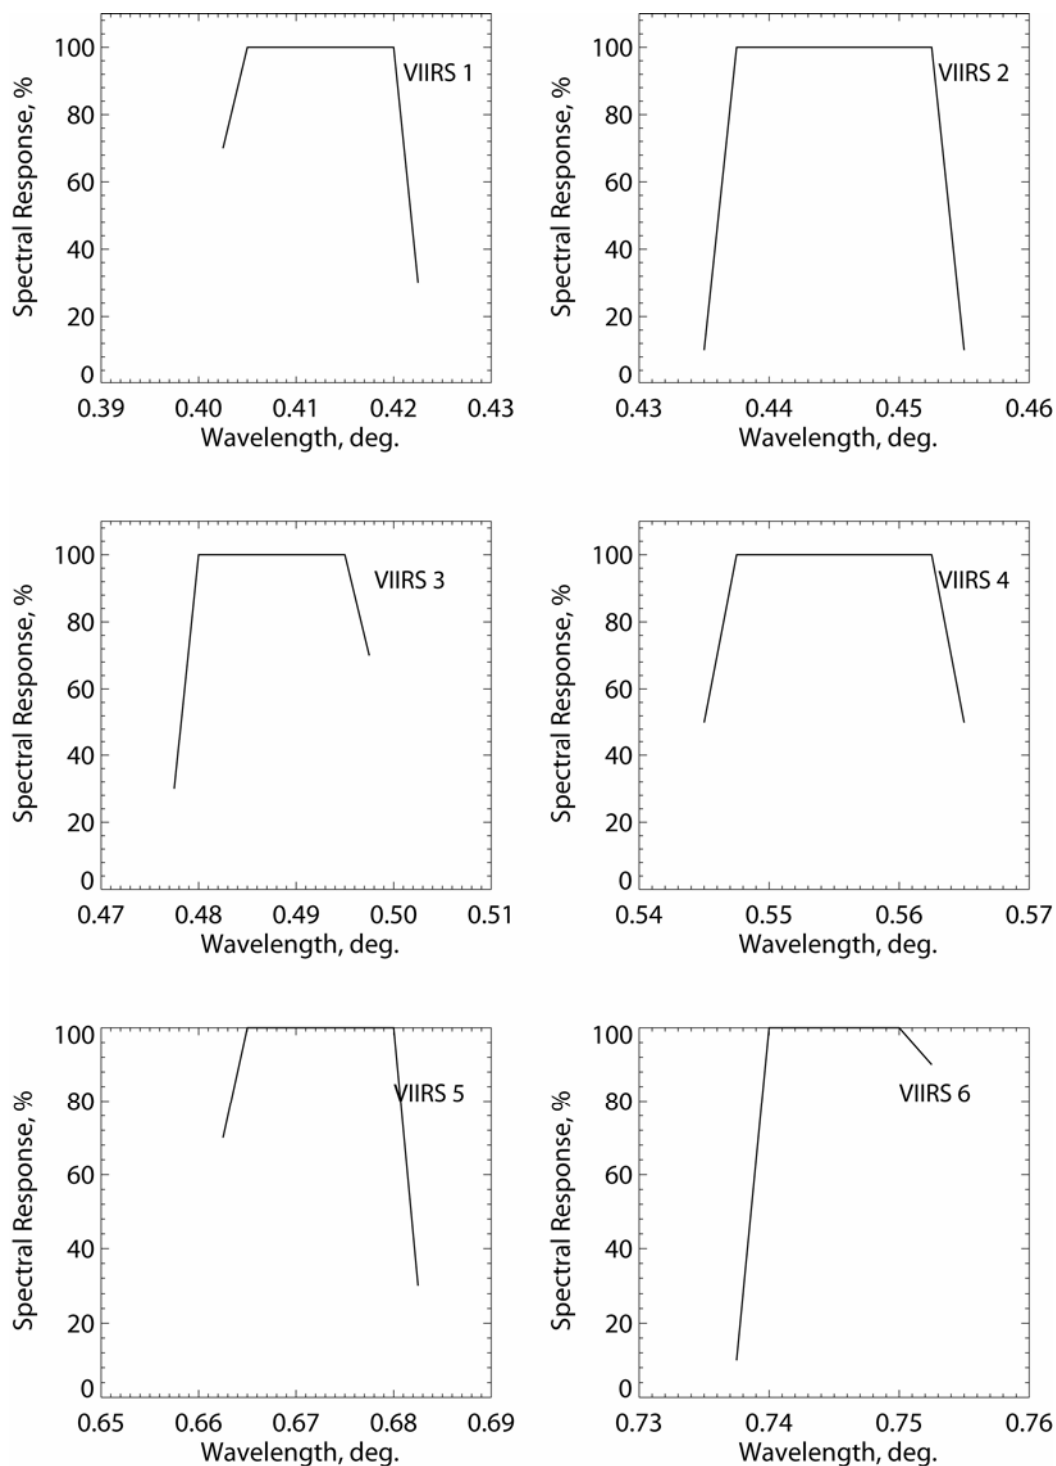 100
80
60
40
20
0
Spectral Response, %
VIIRS 1
0.39 0.40 0.41 0.42 0.43
Wavelength, deg.
100
80
60
40
20
0
Spectral Response, %
VIIRS 2
0.43 0.44 0.45 0.46
Wavelength, deg.
100
80
60
40
20
0
Spectral Response, %
VIIRS 3
0.47 0.48 0.49 0.50 0.51
Wavelength, deg.
100
80
60
40
20
0
Spectral Response, %
VIIRS 4
0.54 0.55 0.56 0.57
Wavelength, deg.
100
80
60
40
20
0
Spectral Response, %
VIIRS 5
0.65 0.66 0.67 0.68 0.69
Wavelength, deg.
100
80
60
40
20
0
Spectral Response, %
VIIRS 6
0.73 0.74 0.75 0.76
Wavelength, deg.